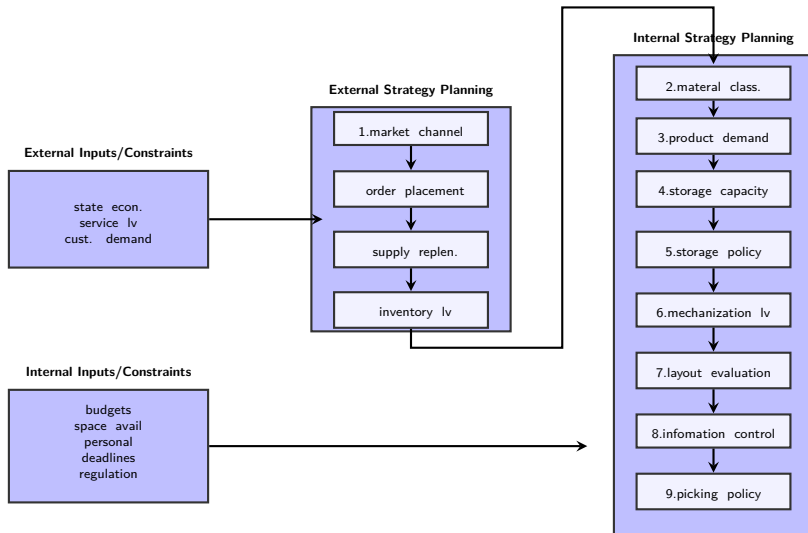 External Inputs/Constraints
state econ.
service lv
cust. demand
Internal Inputs/Constraints
budgets
space avail
personal
deadlines
regulation
External Strategy Planning
1.market channel
order placement
supply replen.
inventory lv
Internal Strategy Planning
2.materal class.
3.product demand
4.storage capacity
5.storage policy
6.mechanization lv
7.layout evaluation
8.infomation control
9.picking policy